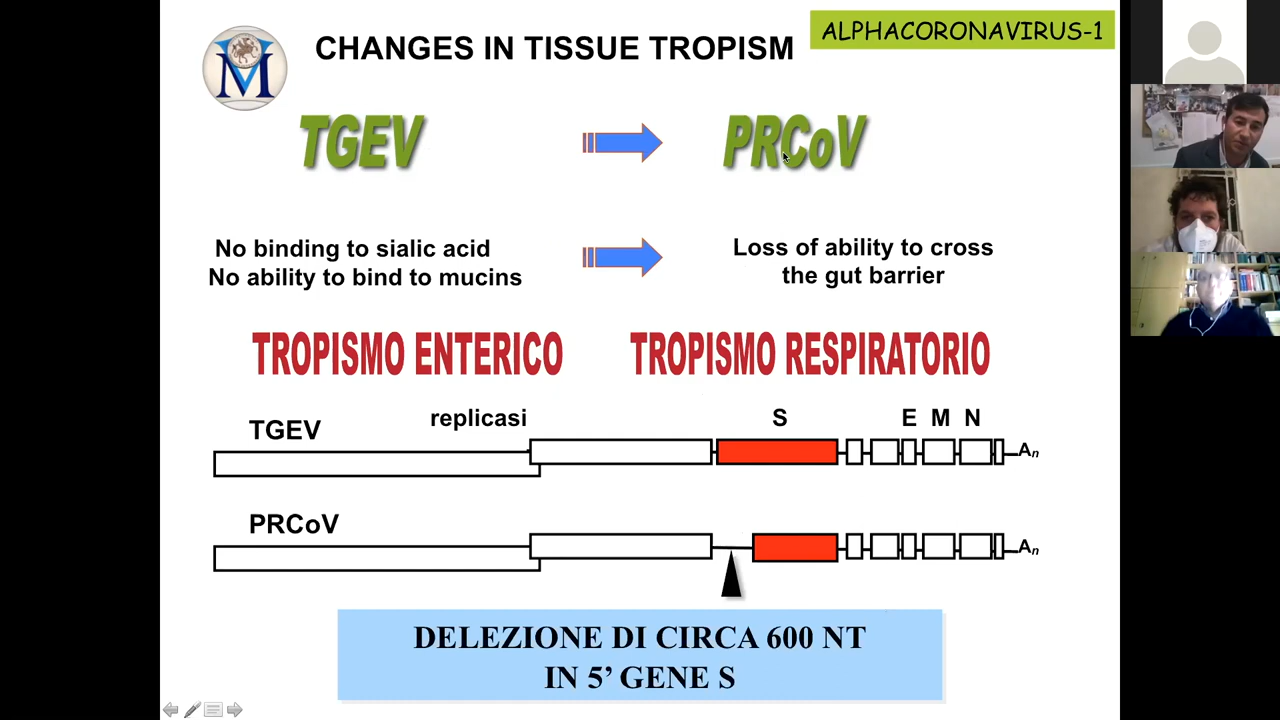 CHANGES IN TISSUE TROPISM
ALPHACORONAVIRUS-1
TGEV
PRCoV
No binding to sialic acid
No ability to bind to mucins
Loss of ability to cross
the gut barrier
TROPISMO ENTERICO
TROPISMO RESPIRATORIO
TGEV
replicasi
S
E M N
An
PRCoV
An
DELEZIONE DI CIRCA 600 NT
IN 5’ GENE S